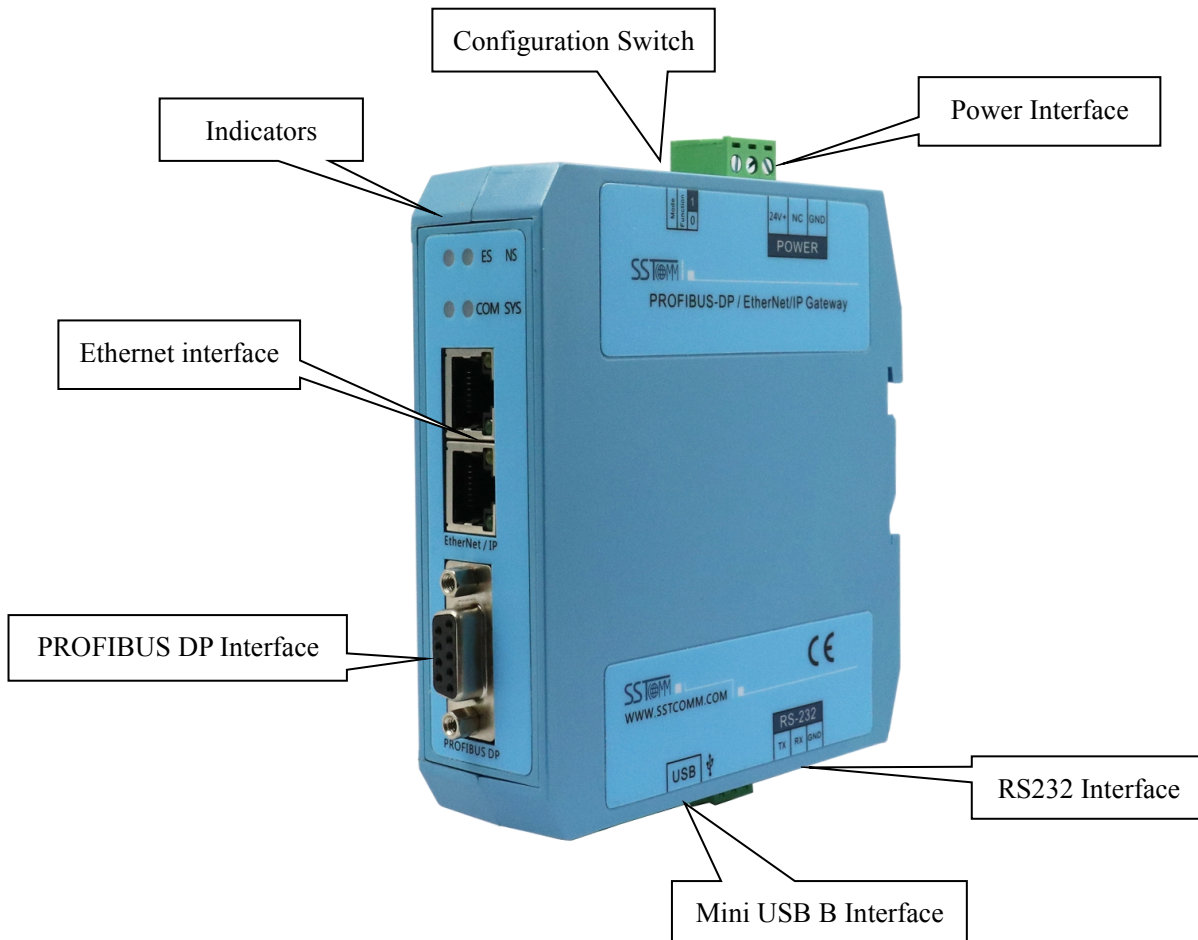 Configuration Switch
Power Interface
Indicators
Mode
Function
1
0
24V+ NC GND
POWER
ES NS
SSTCOMM
PROFIBUS-DP / EtherNet/IP Gateway
COM SYS
Ethernet interface
EtherNet / IP
PROFIBUS DP Interface
CE
SSTCOMM
WWW.SSTCOMM.COM
RS-232
TX RX GND
PROFIBUS DP
USB
RS232 Interface
Mini USB B Interface